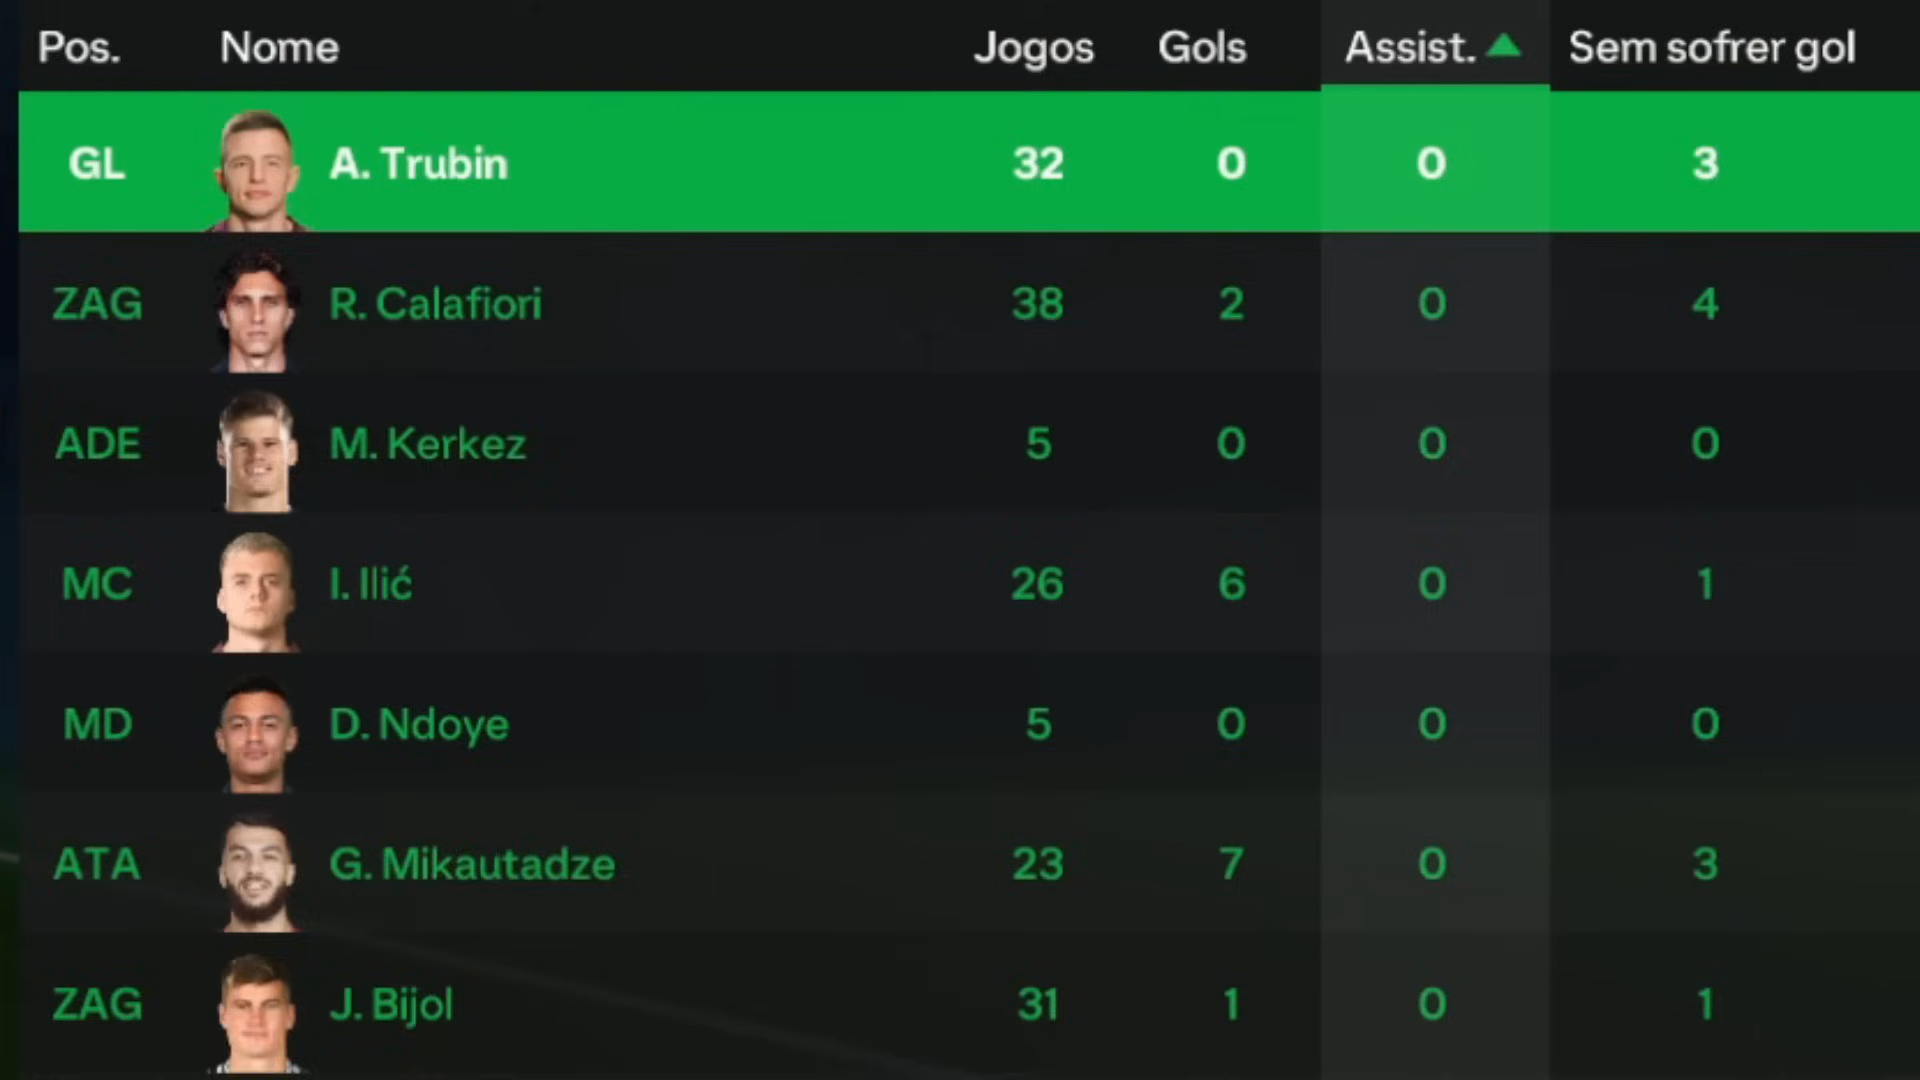 Pos. Nome Jogos Gols Assist. Sem sofrer gol
GL A. Trubin 32 0 0 3
ZAG R. Calafiori 38 2 0 4
ADE M. Kerkez 5 0 0 0
MC I. Ilić 26 6 0 1
MD D. Ndoye 5 0 0 0
ATA G. Mikautadze 23 7 0 3
ZAG J. Bijol 31 1 0 1